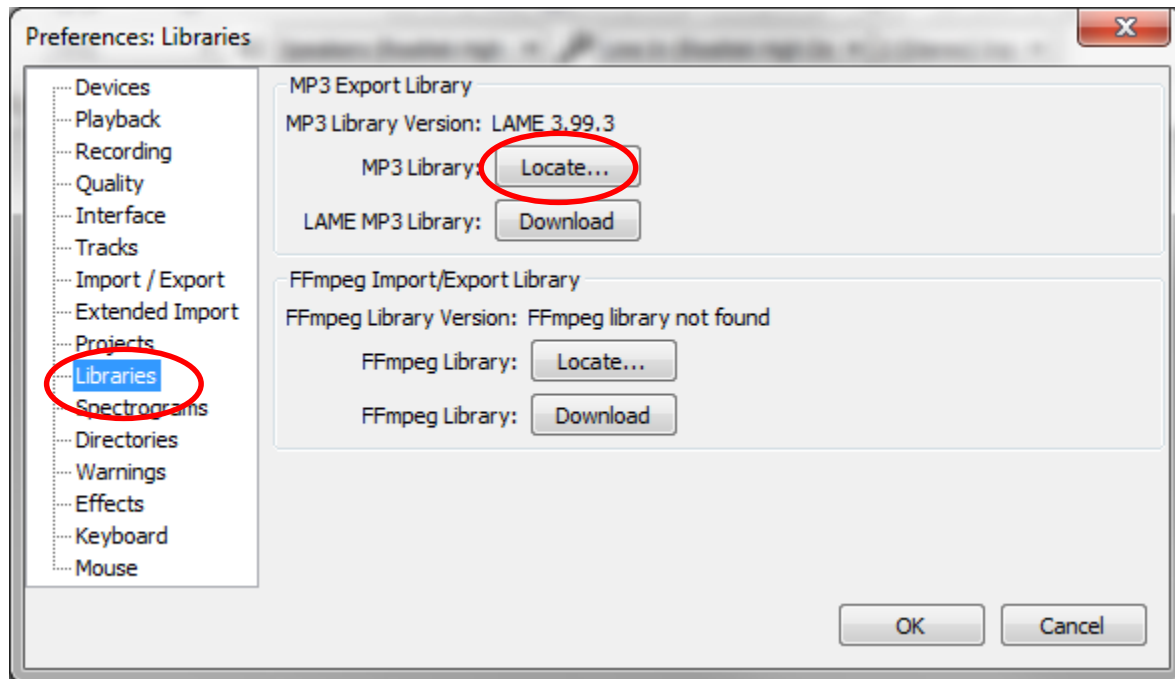 Preferences: Libraries
Devices
Playback
Recording
Quality
Interface
Tracks
Import / Export
Extended Import
Projects
Libraries
Spectrograms
Directories
Warnings
Effects
Keyboard
Mouse
MP3 Export Library
MP3 Library Version: LAME 3.99.3
MP3 Library: Locate...
LAME MP3 Library: Download
FFmpeg Import/Export Library
FFmpeg Library Version: FFmpeg library not found
FFmpeg Library: Locate...
FFmpeg Library: Download
OK Cancel